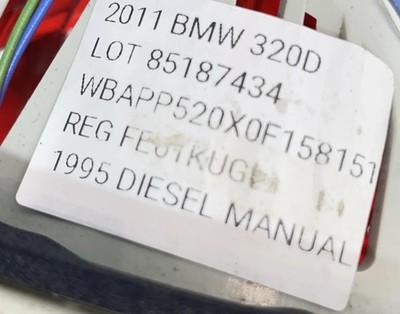 2011 BMW 320D
LOT 85187434
WBAPP520X0F158151
REG
1995 DIESEL MANUAL